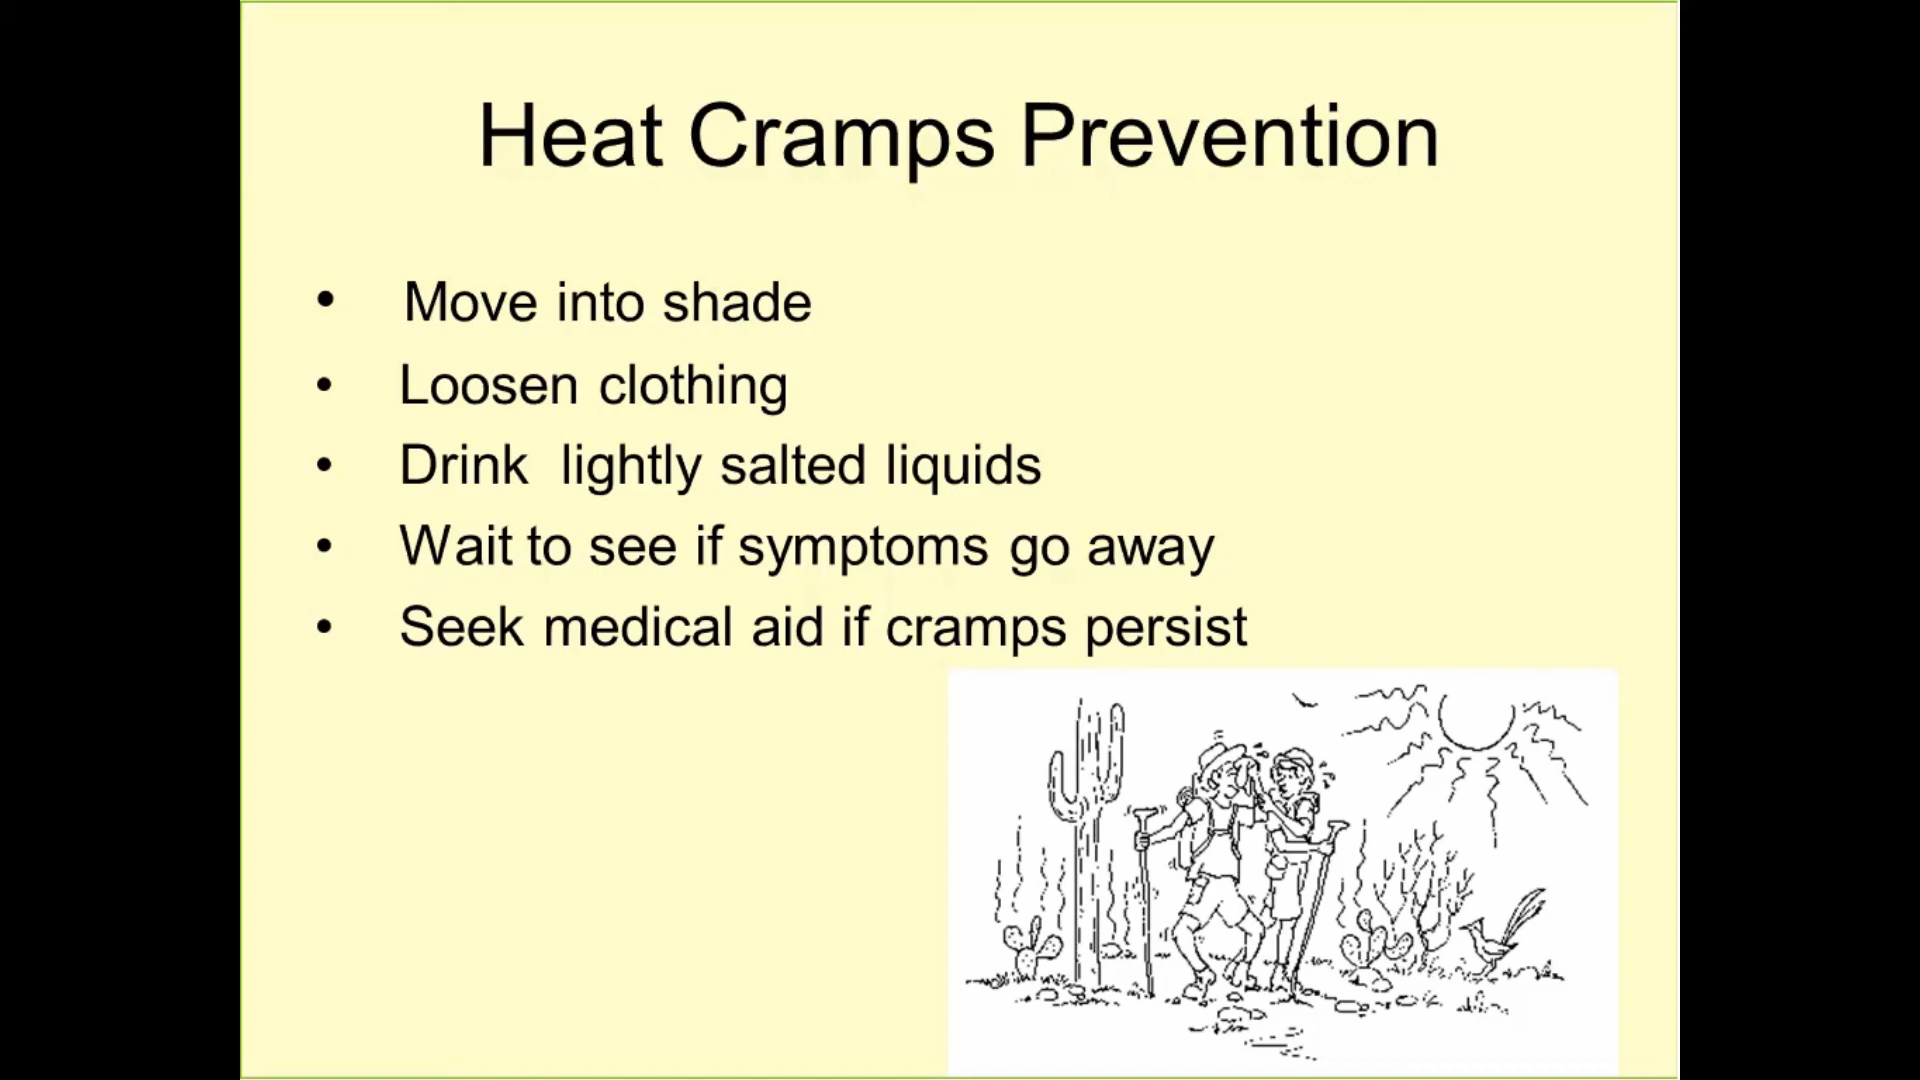 Heat Cramps Prevention
• Move into shade
• Loosen clothing
• Drink  lightly salted liquids
• Wait to see if symptoms go away
• Seek medical aid if cramps persist